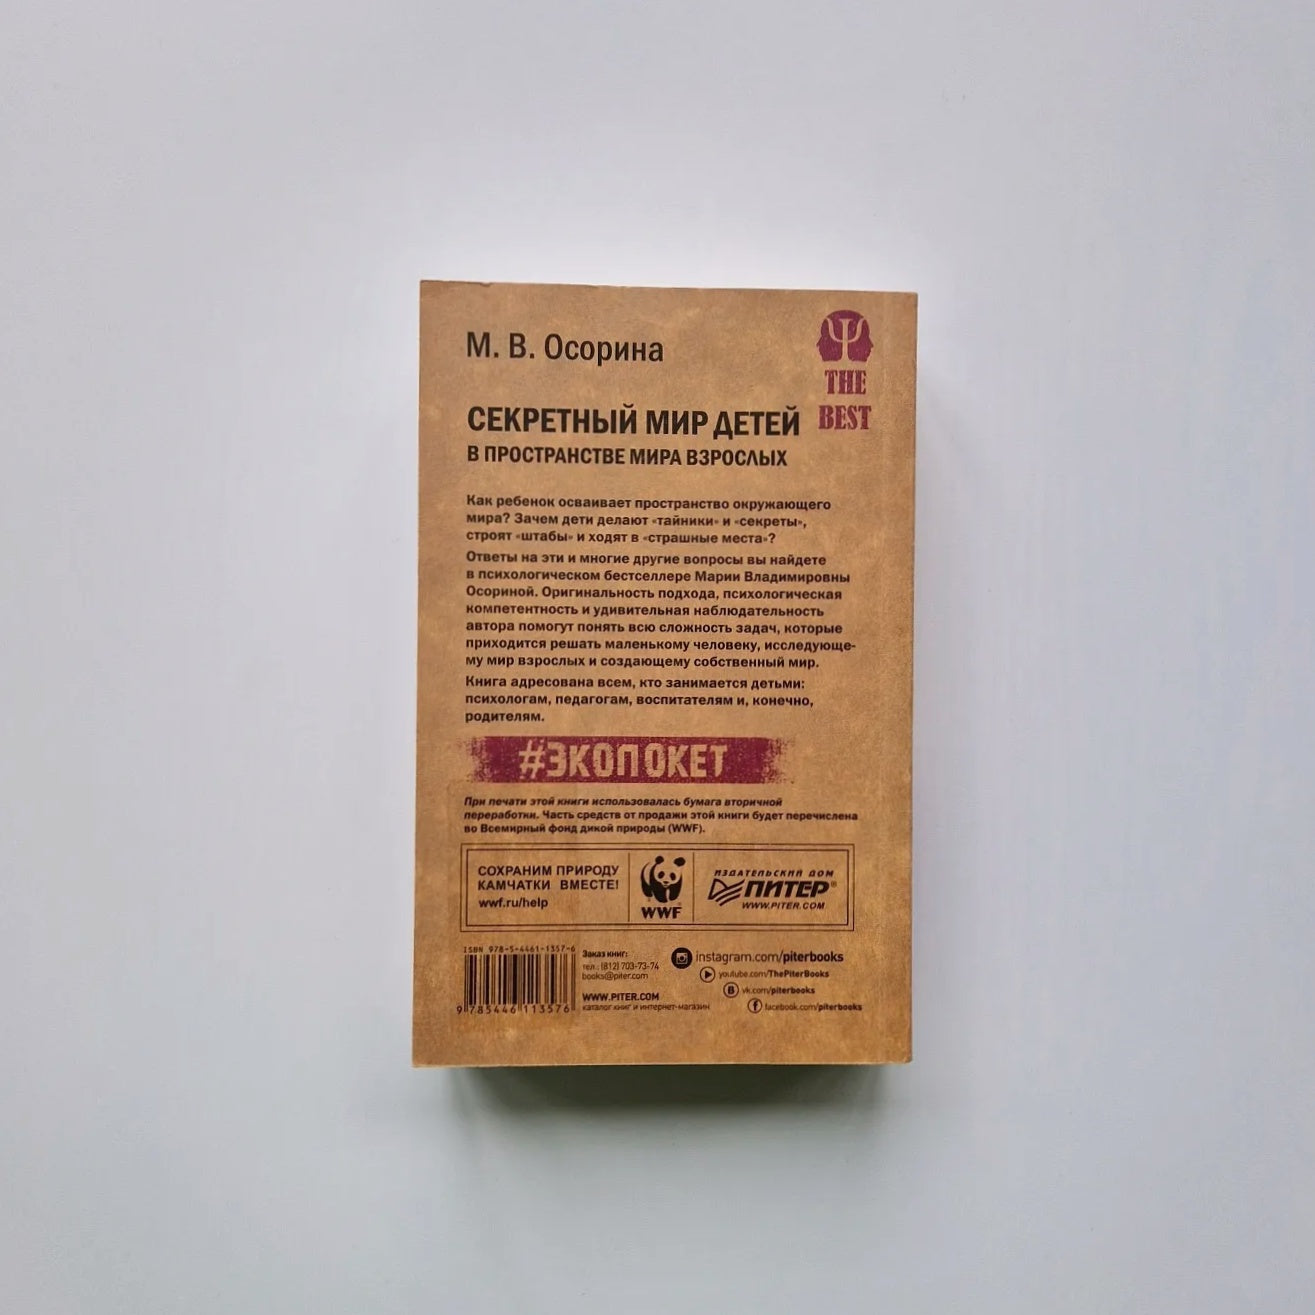 М. В. Осорина
THE
BEST
СЕКРЕТНЫЙ МИР ДЕТЕЙ
В ПРОСТРАНСТВЕ МИРА ВЗРОСЛЫХ
Как ребенок осваивает пространство окружающего
мира? Зачем дети делают «тайники» и «секреты»,
строят «штабы» и ходят в «страшные места»?
Ответы на эти и многие другие вопросы вы найдете
в психологическом бестселлере Марии Владимировны
Осориной. Оригинальность подхода, психологическая
компетентность и удивительная наблюдательность
автора помогут понять всю сложность задач, которые
приходится решать маленькому человеку, исследующе-
му мир взрослых и создающему собственный мир.
Книга адресована всем, кто занимается детьми:
психологам, педагогам, воспитателям и, конечно,
родителям.
#ЭКОПОКЕТ
При печати этой книги использовалась бумага вторичной
переработки. Часть средств от продажи этой книги будет перечислена
во Всемирный фонд дикой природы (WWF).
СОХРАНИМ ПРИРОДУ
КАМЧАТКИ ВМЕСТЕ!
wwf.ru/help
WWF
ИЗДАТЕЛЬСКИЙ ДОМ
ПИТЕР®
WWW.PITER.COM
ISBN 978-5-4461-1357-6
9 785446 113576
Заказ книг:
тел.: (812) 703-73-74
books@piter.com
WWW.PITER.COM
каталог книг и интернет-магазин
instagram.com/piterbooks
youtube.com/ThePiterBooks
vk.com/piterbooks
facebook.com/piterbooks